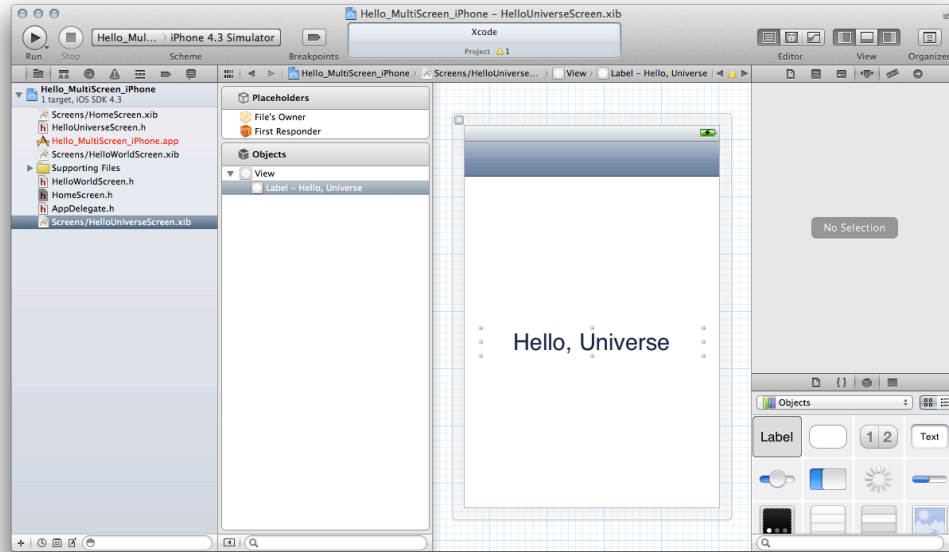 Hello_MultiScreen_iPhone – HelloUniverseScreen.xib
Hello_Mul... iPhone 4.3 Simulator
Xcode
Project 1
Run
Stop
Scheme
Breakpoints
Editor
View
Organizer
Hello_MultiScreen_iPhone
Screens/HelloUniverse...
View
Label – Hello, Universe
Hello_MultiScreen_iPhone
1 target, iOS SDK 4.3
Screens/HomeScreen.xib
h HelloUniverseScreen.h
Hello_MultiScreen_iPhone.app
Screens/HelloWorldScreen.xib
Supporting Files
h HelloWorldScreen.h
h HomeScreen.h
h AppDelegate.h
Screens/HelloUniverseScreen.xib
Placeholders
File's Owner
First Responder
Objects
View
Label – Hello, Universe
Hello, Universe
No Selection
{}
Objects
Label
1 2
Text